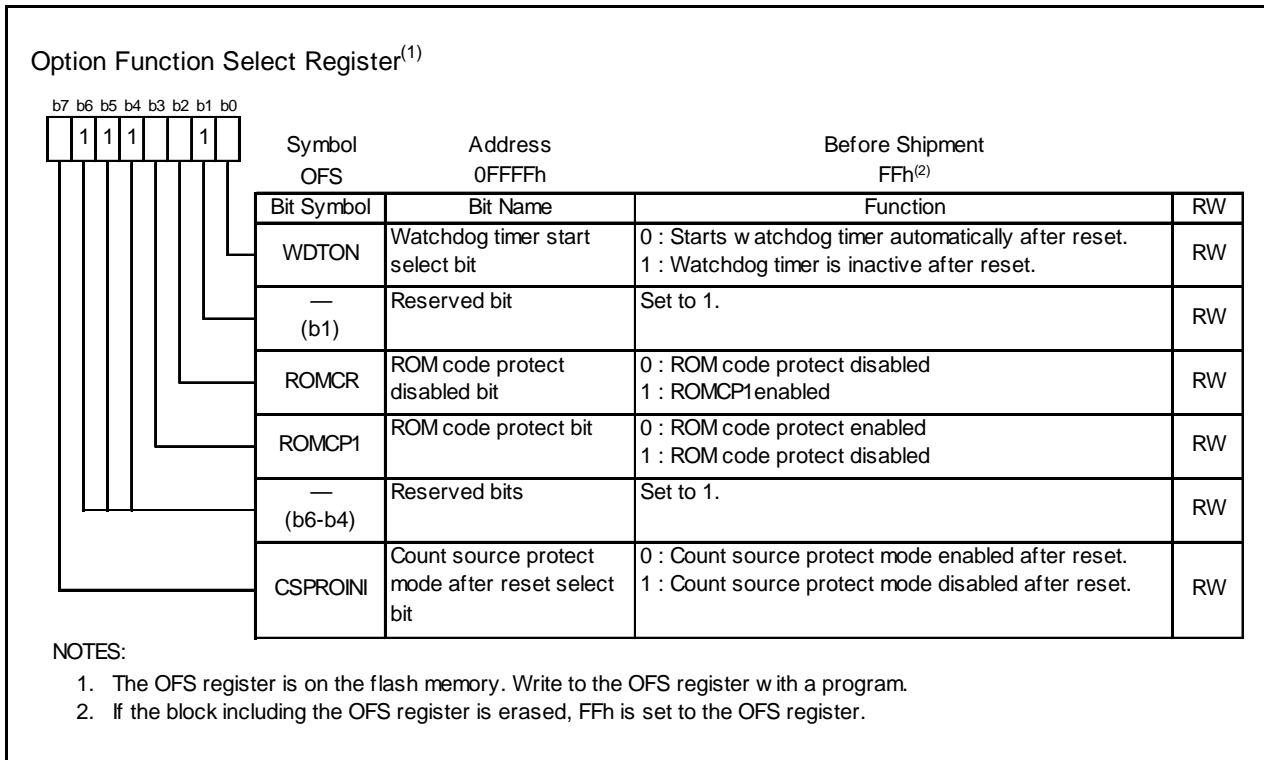 Option Function Select Register(1)
b7 b6 b5 b4 b3 b2 b1 b0
1 1 1 1
Symbol Address Before Shipment
OFS 0FFFFh FFh(2)
Bit Symbol Bit Name Function RW
WDTON Watchdog timer start select bit 0 : Starts watchdog timer automatically after reset. RW
1 : Watchdog timer is inactive after reset.
— (b1) Reserved bit Set to 1. RW
ROMCR ROM code protect disabled bit 0 : ROM code protect disabled RW
1 : ROMCP1 enabled
ROMCP1 ROM code protect bit 0 : ROM code protect enabled RW
1 : ROM code protect disabled
— (b6-b4) Reserved bits Set to 1. RW
CSPROINI Count source protect mode after reset select bit 0 : Count source protect mode enabled after reset. RW
1 : Count source protect mode disabled after reset.
NOTES:
1. The OFS register is on the flash memory. Write to the OFS register with a program.
2. If the block including the OFS register is erased, FFh is set to the OFS register.